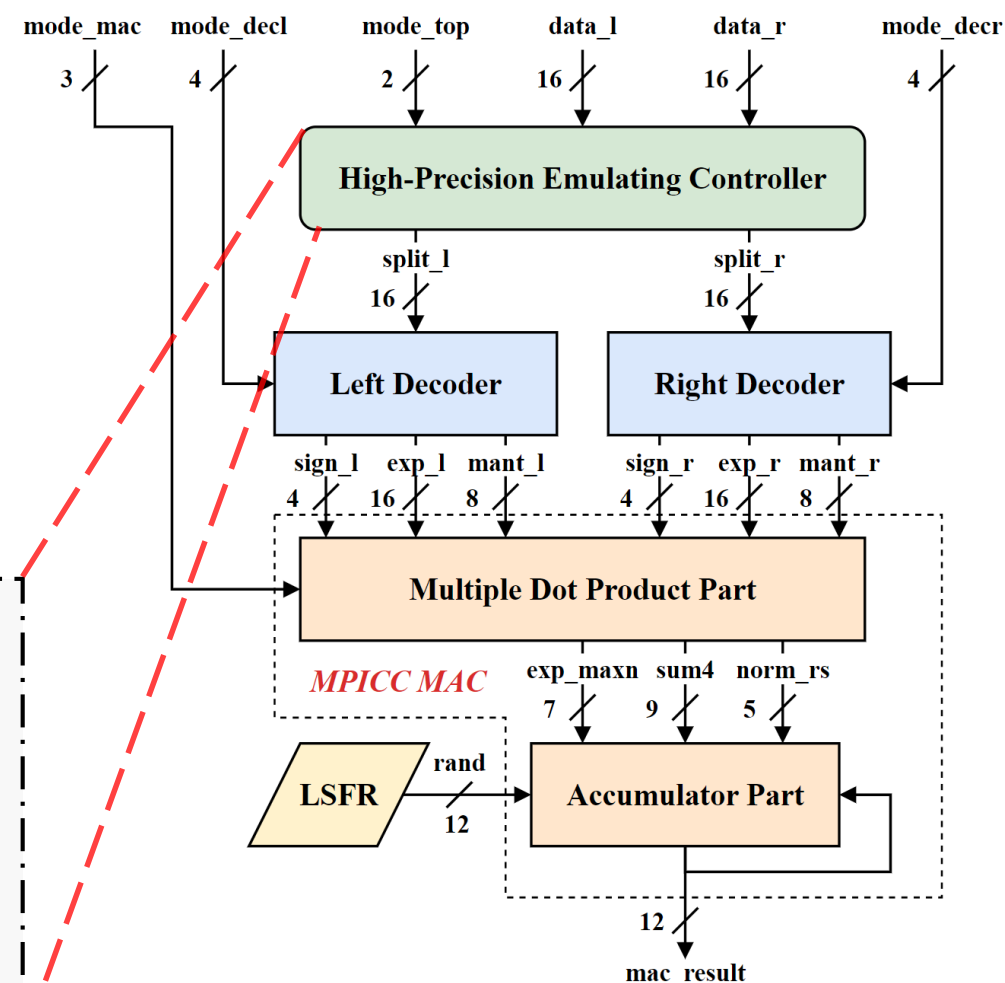 mode_mac mode_decl mode_top data_l data_r mode_decr
3 4 2 16 16 4
High-Precision Emulating Controller
split_l split_r
16 16
Left Decoder Right Decoder
sign_l exp_l mant_l sign_r exp_r mant_r
4 16 8 4 16 8
Multiple Dot Product Part
MPICC MAC exp_maxn sum4 norm_rs
7 9 5
LSFR rand Accumulator Part
12
12
mac_result